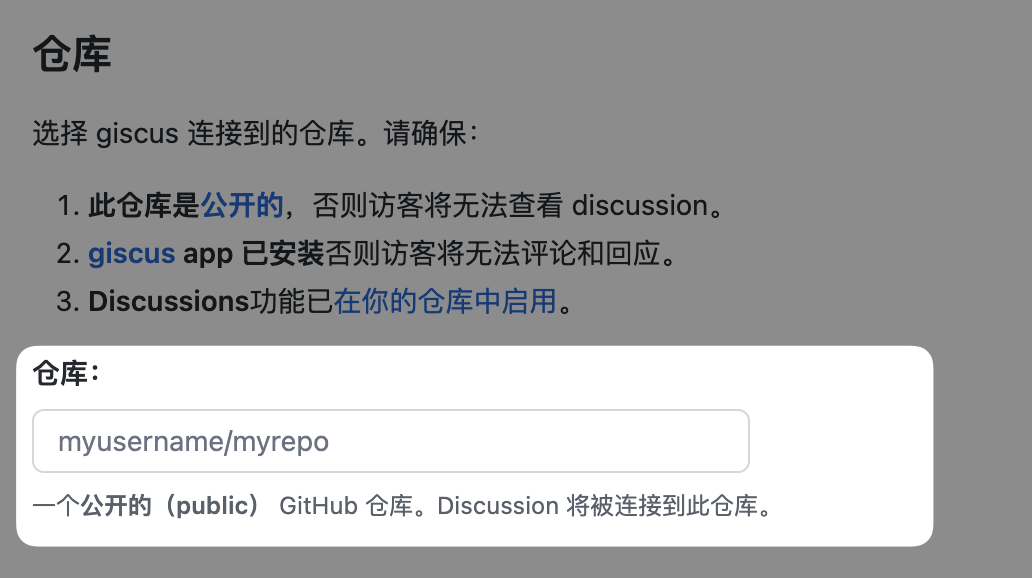 仓库
选择 giscus 连接到的仓库。请确保：
1. 此仓库是公开的，否则访客将无法查看 discussion。
2. giscus app 已安装否则访客将无法评论和回应。
3. Discussions功能已在你的仓库中启用。
仓库：
myusername/myrepo
一个公开的（public） GitHub 仓库。Discussion 将被连接到此仓库。